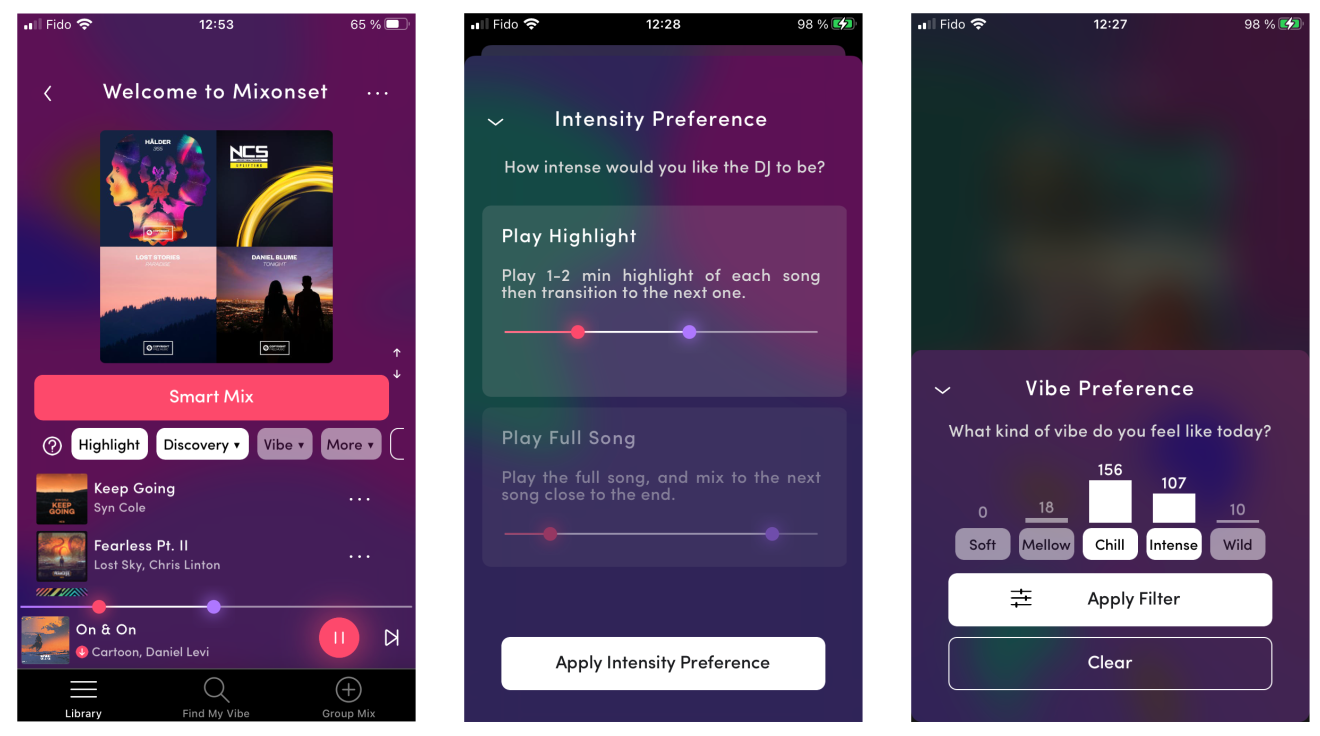 Fido
12:53
65 %
Welcome to Mixonset
...
HÅLDER
NCS
UPLIFTING
LOST STORIES
DANIEL BLUME
TONIGHT
Smart Mix
Highlight
Discovery
Vibe
More
Keep Going
Syn Cole
KEEP
GOING
...
Fearless Pt. II
Lost Sky, Chris Linton
...
On & On
Cartoon, Daniel Levi
Library
Find My Vibe
Group Mix
Fido
12:28
98 %
Intensity Preference
How intense would you like the DJ to be?
Play Highlight
Play 1-2 min highlight of each song
then transition to the next one.
Play Full Song
Play the full song, and mix to the next
song close to the end.
Apply Intensity Preference
Fido
12:27
98 %
Vibe Preference
What kind of vibe do you feel like today?
0 18 156 107 10
Soft Mellow Chill Intense Wild
Apply Filter
Clear